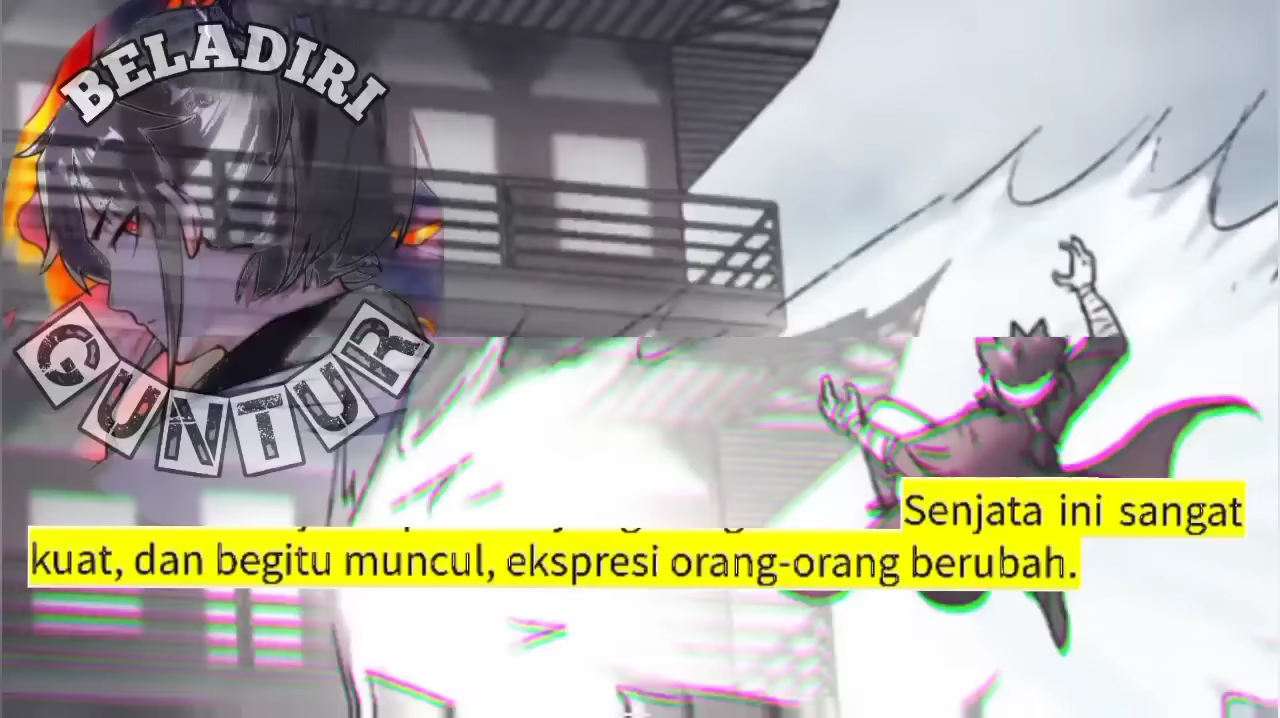 BELADIRI
GUNTUR
Senjata ini sangat
kuat, dan begitu muncul, ekspresi orang-orang berubah.